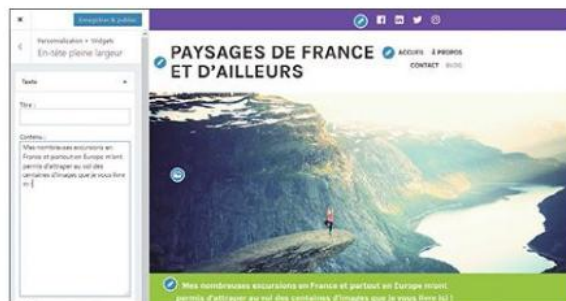 Enregistrer & publier
Personnalisation • Widgets
En-tête pleine largeur
Texte
Titre :
Contenu :
Mes nombreuses excursions en
France et partout en Europe m'ont
permis d'attraper au vol des
centaines d'images que je vous livre
ici !
PAYSAGES DE FRANCE
ET D'AILLEURS
ACCUEIL À PROPOS
CONTACT BLOG
Mes nombreuses excursions en France et partout en Europe m'ont
permis d'attraper au vol des centaines d'images que je vous livre ici !